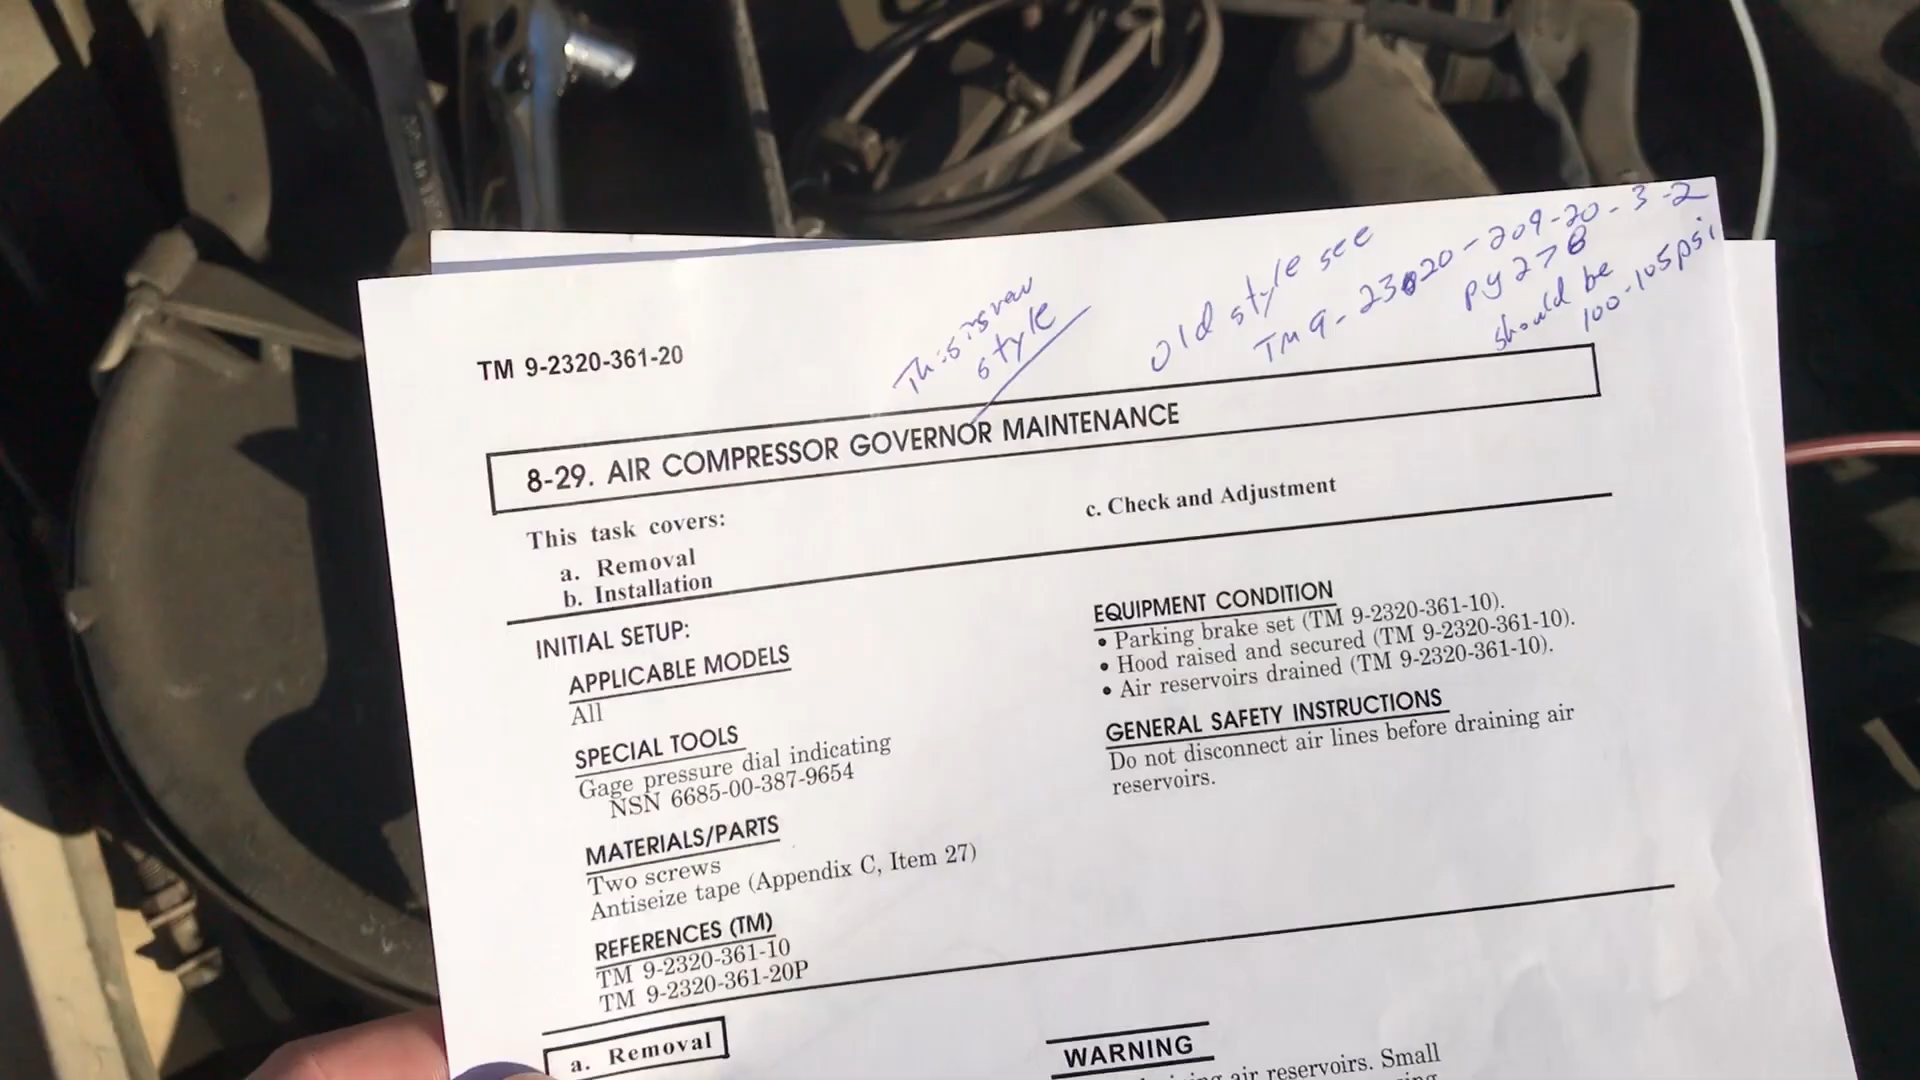 This is new
style
old style see
TM 9-2320-209-20-3-2
pg 278
should be
100-105psi
TM 9-2320-361-20
8-29. AIR COMPRESSOR GOVERNOR MAINTENANCE
This task covers:
a. Removal
b. Installation
c. Check and Adjustment
INITIAL SETUP:
APPLICABLE MODELS
All
SPECIAL TOOLS
Gage pressure dial indicating
NSN 6685-00-387-9654
MATERIALS/PARTS
Two screws
Antiseize tape (Appendix C, Item 27)
REFERENCES (TM)
TM 9-2320-361-10
TM 9-2320-361-20P
EQUIPMENT CONDITION
• Parking brake set (TM 9-2320-361-10).
• Hood raised and secured (TM 9-2320-361-10).
• Air reservoirs drained (TM 9-2320-361-10).
GENERAL SAFETY INSTRUCTIONS
Do not disconnect air lines before draining air
reservoirs.
a. Removal
WARNING
air reservoirs. Small